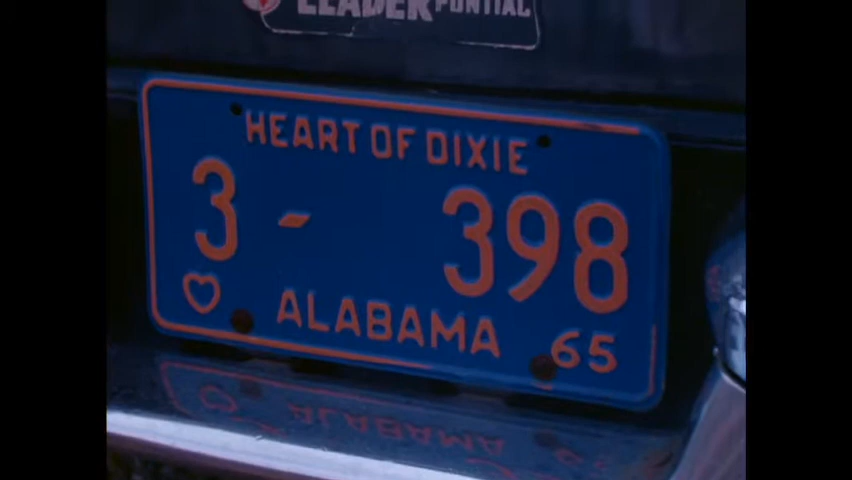 LEADER PONTIAC
HEART OF DIXIE
3 - 398
ALABAMA 65